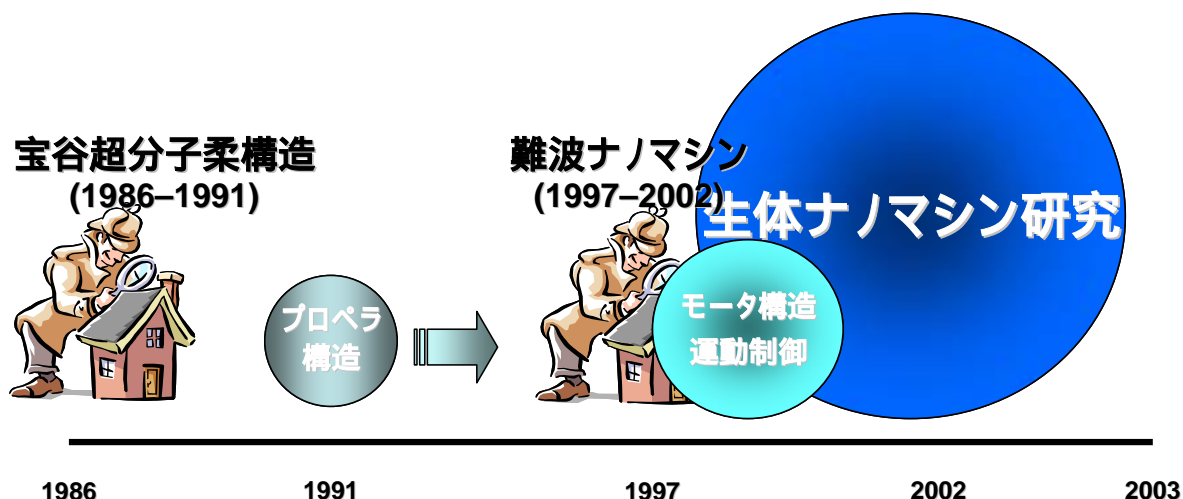 宝谷超分子柔構造
(1986–1991)
難波ナノマシン
(1997–2002)
生体ナノマシン研究
プロペラ
構造
モータ構造
運動制御
1986
1991
1997
2002
2003